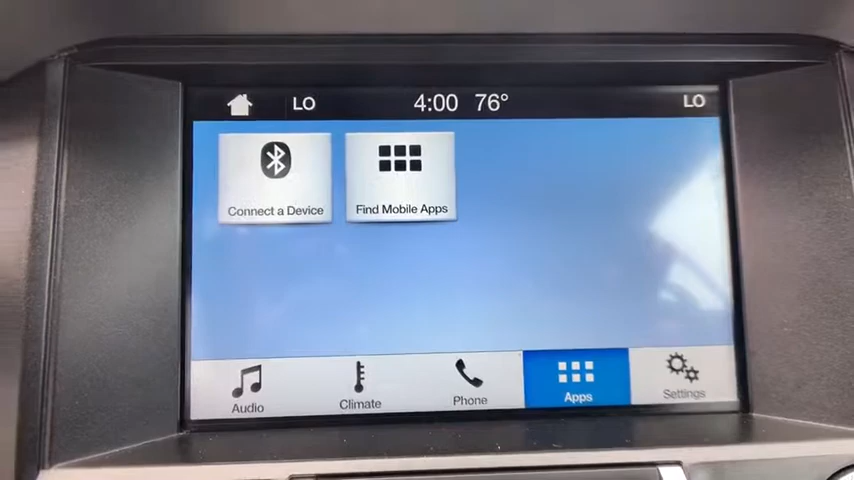 LO 4:00 76° LO
Connect a Device
Find Mobile Apps
Audio
Climate
Phone
Apps
Settings